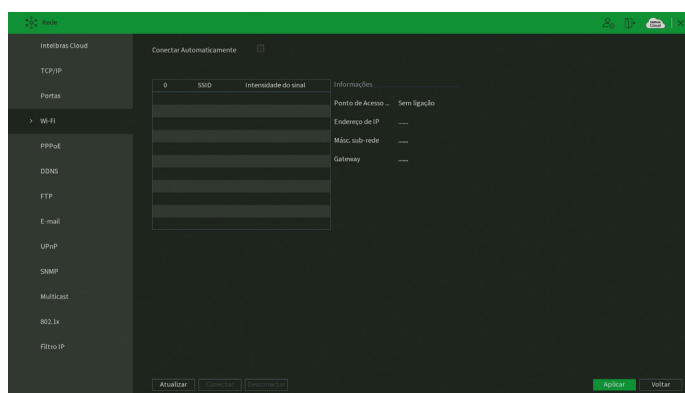 Rede
Intelbras Cloud
TCP/IP
Portas
Wi-Fi
PPPoE
DDNS
FTP
E-mail
UPnP
SNMP
Multicast
802.1x
Filtro IP
Conectar Automaticamente
0 SSID Intensidade do sinal
Informações
Ponto de Acesso ... Sem ligação
Endereço de IP --.--
Másc. sub-rede --.--
Gateway --.--
Atualizar Conectar Desconectar
Aplicar Voltar